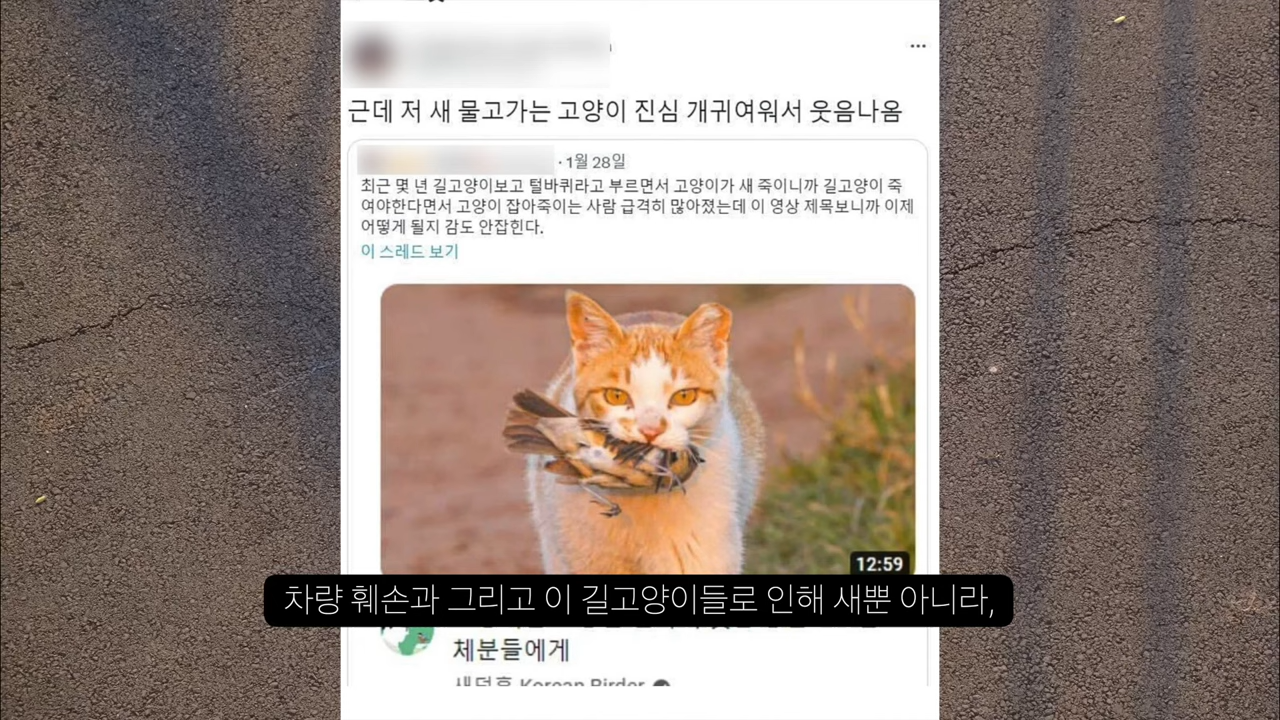 근데 저 새 물고가는 고양이 진심 개귀여워서 웃음나옴
· 1월 28일
최근 몇 년 길고양이보고 털바퀴라고 부르면서 고양이가 새 죽이니까 길고양이 죽
여야한다면서 고양이 잡아죽이는 사람 급격히 많아졌는데 이 영상 제목보니까 이제
어떻게 될지 감도 안잡힌다.
이 스레드 보기
12:59
차량 훼손과 그리고 이 길고양이들로 인해 새뿐 아니라,
체분들에게
새덕후 Korean Birder